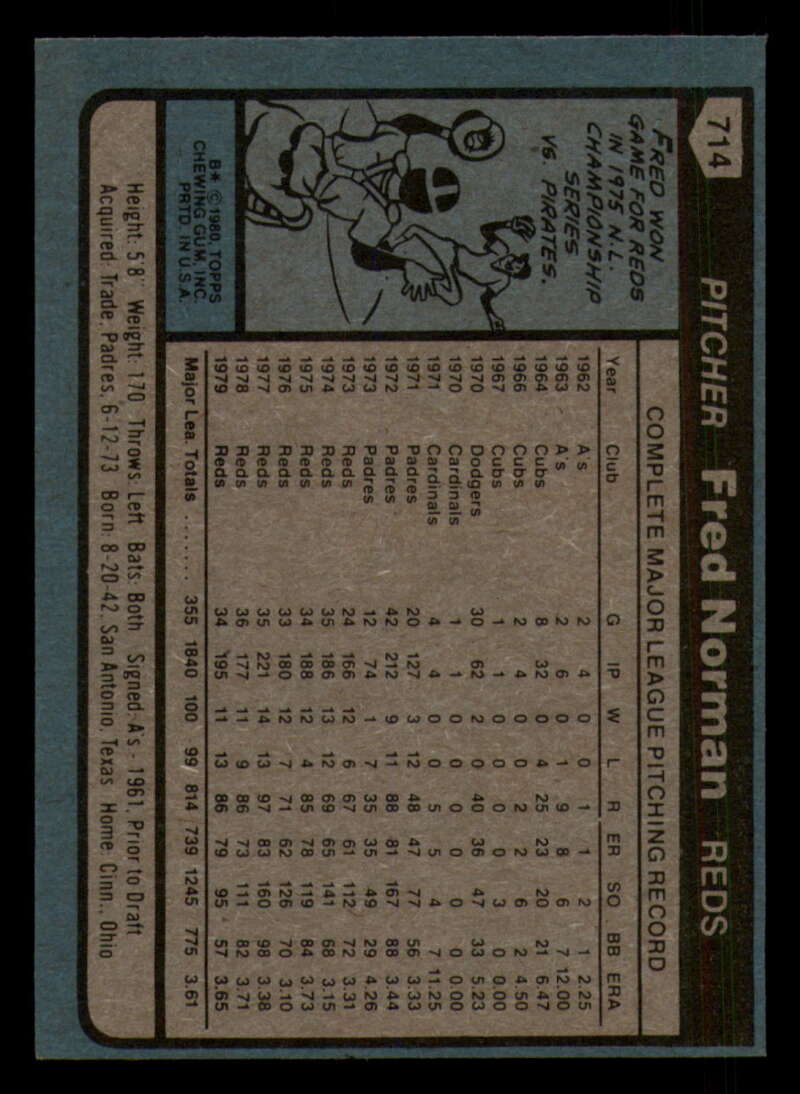 714 PITCHER Fred Norman REDS
FRED WON
GAME FOR REDS
IN 1975 N.L.
CHAMPIONSHIP
SERIES
VS. PIRATES.
B* © 1980, TOPPS
CHEWING GUM, INC.
PRTD. IN U.S.A.
COMPLETE MAJOR LEAGUE PITCHING RECORD
Year Club G IP W L R ER SO BB ERA
1962 A's 2 4 0 0 1 1 2 1 2.25
1963 A's 2 6 0 1 9 8 6 7 12.00
1964 Cubs 8 32 0 4 25 23 20 21 6.47
1966 Cubs 2 4 0 0 2 2 6 2 4.50
1967 Cubs 1 1 0 0 0 0 3 0 0.00
1970 Dodgers 30 62 2 0 40 36 47 33 5.23
1970 Cardinals 1 1 0 0 0 0 0 0 0.00
1971 Cardinals 4 4 0 0 5 5 4 7 11.25
1971 Padres 20 127 3 12 48 47 77 56 3.33
1972 Padres 42 212 9 11 88 81 167 88 3.44
1973 Padres 12 74 1 7 35 35 49 29 4.26
1973 Reds 24 166 12 6 67 61 112 72 3.31
1974 Reds 35 186 13 12 69 65 141 68 3.15
1975 Reds 34 188 12 4 85 78 119 84 3.73
1976 Reds 33 180 12 7 71 62 126 70 3.10
1977 Reds 35 221 14 13 97 83 160 98 3.38
1978 Reds 36 177 11 9 86 73 111 82 3.71
1979 Reds 34 195 11 13 86 79 95 57 3.65
Major Lea. Totals ....... 355 1840 100 99 814 739 1245 775 3.61
Height: 5'8" Weight: 170 Throws: Left Bats: Both Signed: A's - 1961, Prior to Draft
Acquired: Trade, Padres, 6-12-73 Born: 8-20-42, San Antonio, Texas Home: Cinn., Ohio